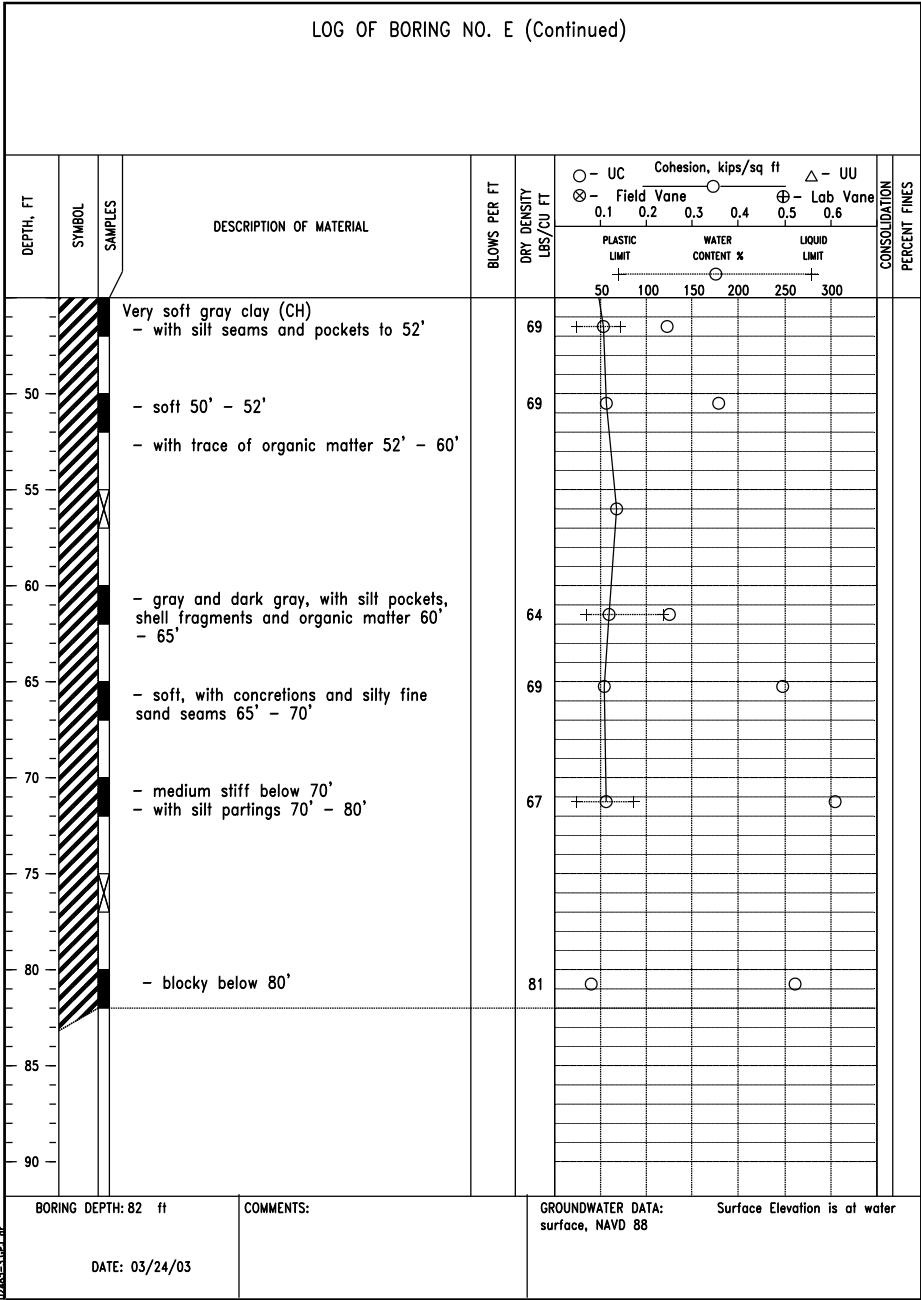 LOG OF BORING NO. E (Continued)
DEPTH, FT
SYMBOL
SAMPLES
DESCRIPTION OF MATERIAL
BLOWS PER FT
DRY DENSITY
LBS/CU FT
Cohesion, kips/sq ft
– UC
– UU
– Field Vane
– Lab Vane
0.1 0.2 0.3 0.4 0.5 0.6
PLASTIC LIMIT
WATER CONTENT %
LIQUID LIMIT
50 100 150 200 250 300
CONSOLIDATION
PERCENT FINES
Very soft gray clay (CH)
– with silt seams and pockets to 52'
69
50
– soft 50' – 52'
69
– with trace of organic matter 52' – 60'
55
60
– gray and dark gray, with silt pockets,
shell fragments and organic matter 60'
– 65'
64
65
– soft, with concretions and silty fine
sand seams 65' – 70'
69
70
– medium stiff below 70'
– with silt partings 70' – 80'
67
75
80
– blocky below 80'
81
85
90
BORING DEPTH: 82 ft
DATE: 03/24/03
COMMENTS:
GROUNDWATER DATA: Surface Elevation is at water
surface, NAVD 88